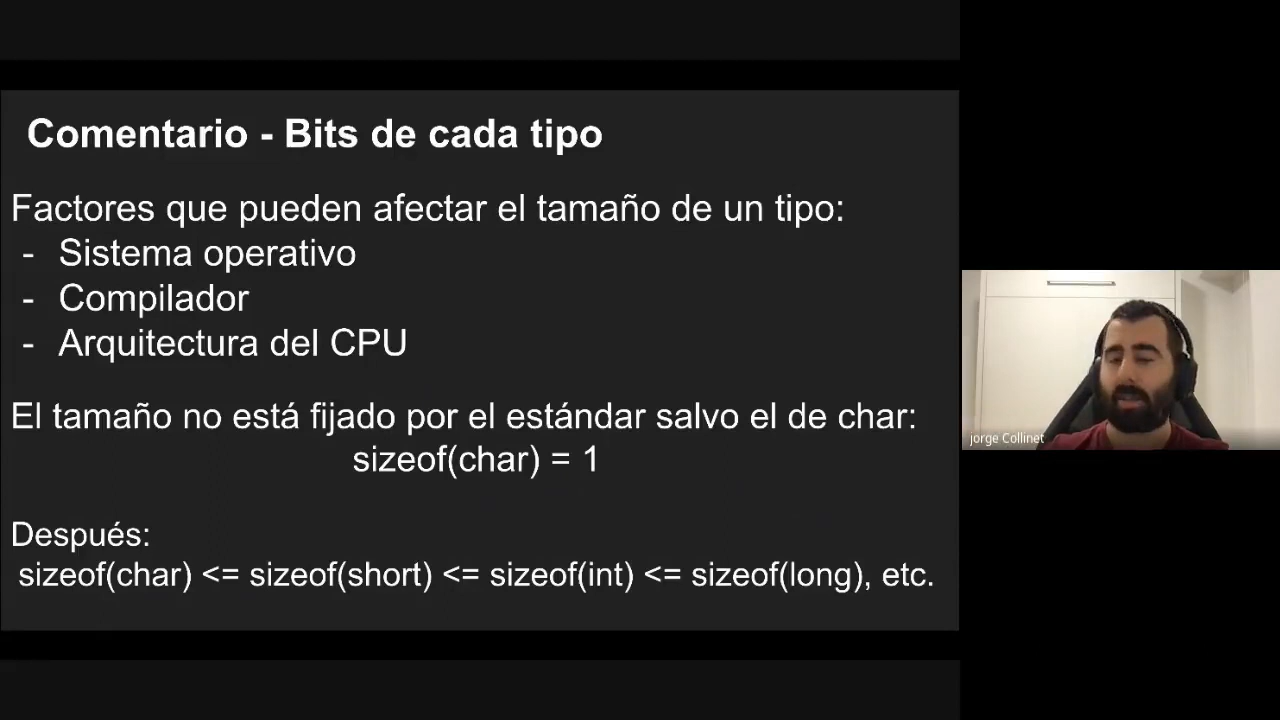 Comentario - Bits de cada tipo
Factores que pueden afectar el tamaño de un tipo:
- Sistema operativo
- Compilador
- Arquitectura del CPU
El tamaño no está fijado por el estándar salvo el de char:
sizeof(char) = 1
Después:
sizeof(char) <= sizeof(short) <= sizeof(int) <= sizeof(long), etc.
jorge Collinet